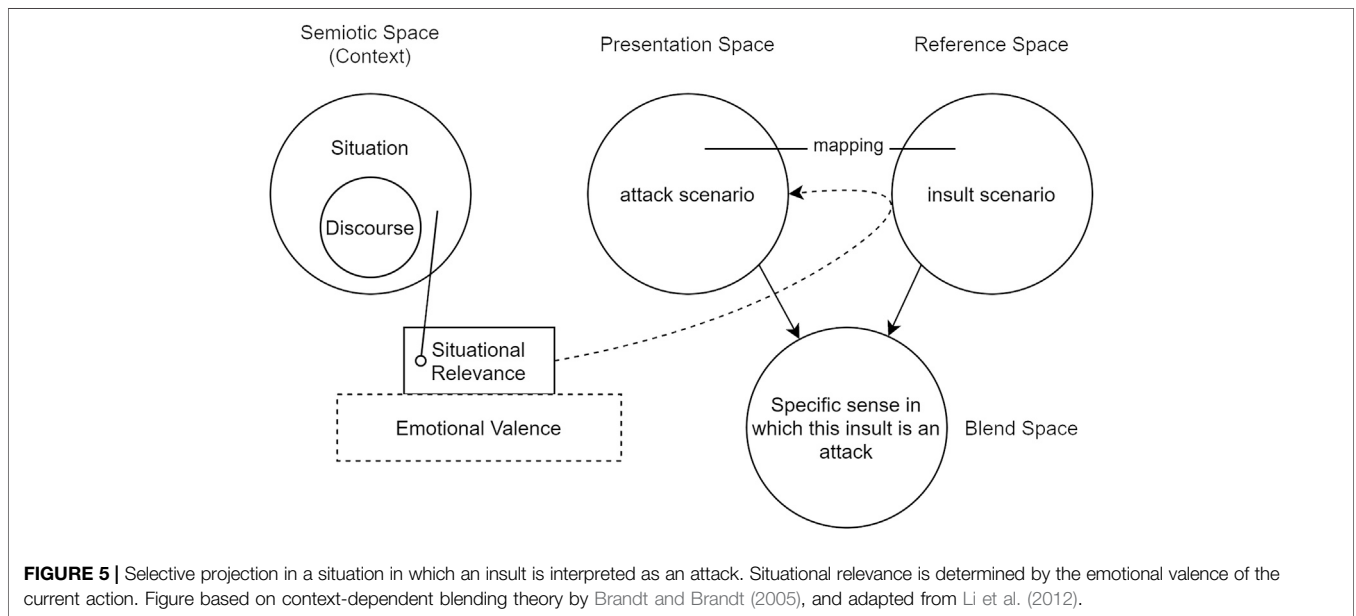 Semiotic Space
(Context)
Presentation Space
Reference Space
Situation
Discourse
mapping
attack scenario
insult scenario
Situational
Relevance
Emotional Valence
Specific sense in
which this insult is an
attack
Blend Space
FIGURE 5 | Selective projection in a situation in which an insult is interpreted as an attack. Situational relevance is determined by the emotional valence of the
current action. Figure based on context-dependent blending theory by Brandt and Brandt (2005), and adapted from Li et al. (2012).